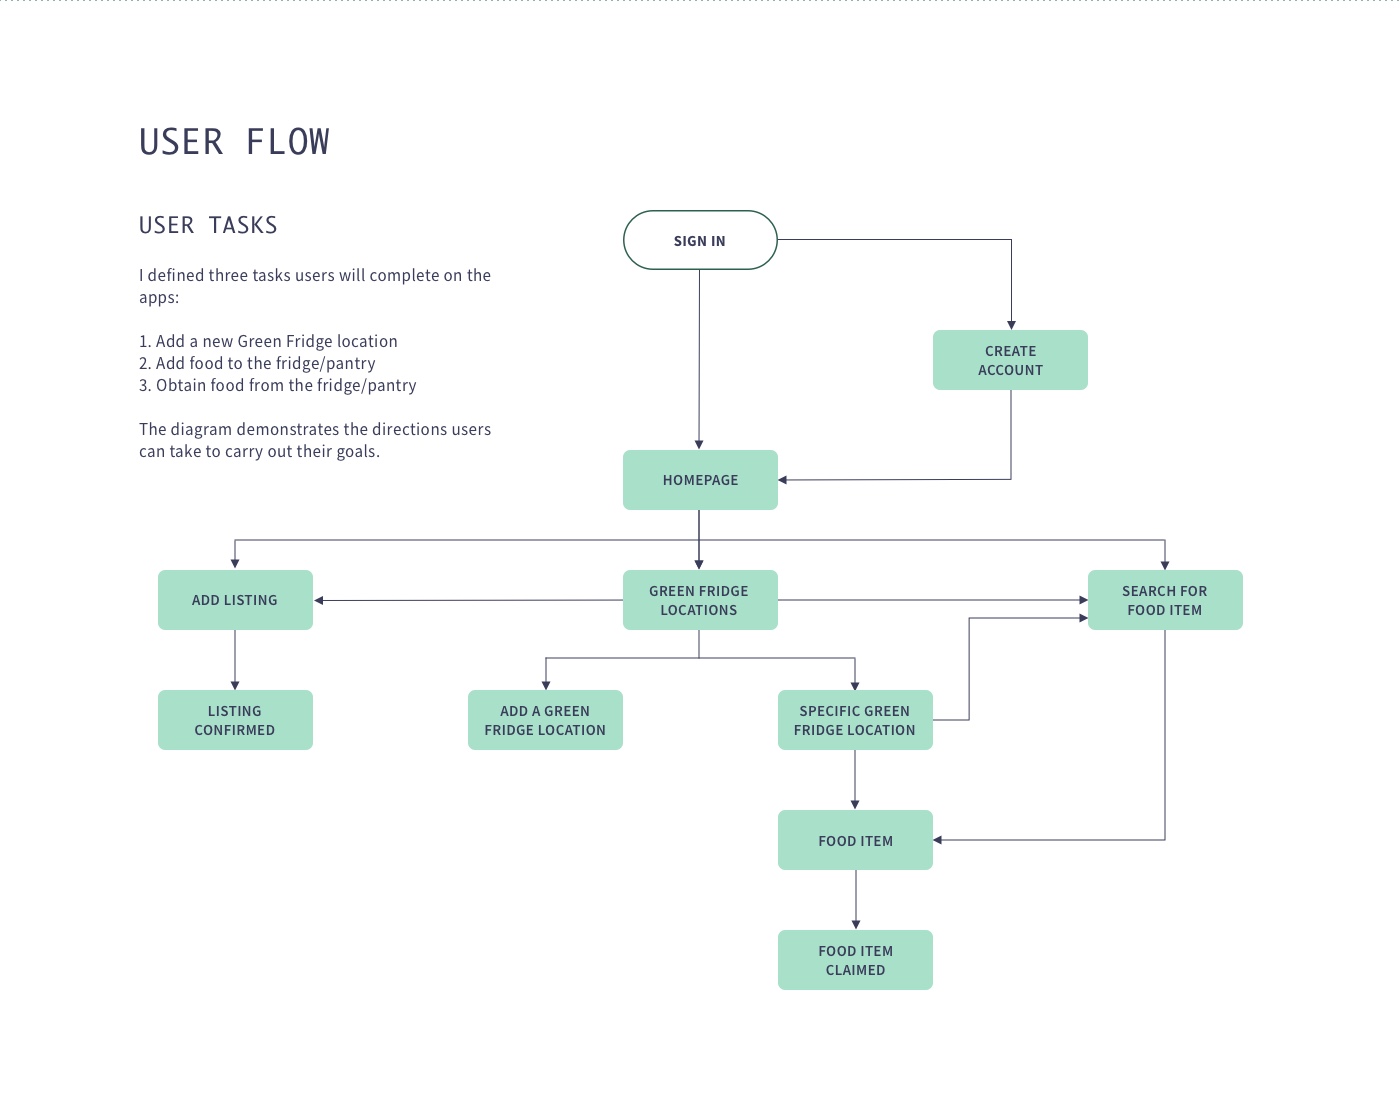 USER FLOW
USER TASKS
I defined three tasks users will complete on the
apps:
1. Add a new Green Fridge location
2. Add food to the fridge/pantry
3. Obtain food from the fridge/pantry
The diagram demonstrates the directions users
can take to carry out their goals.
SIGN IN
CREATE
ACCOUNT
HOMEPAGE
ADD LISTING
GREEN FRIDGE
LOCATIONS
SEARCH FOR
FOOD ITEM
LISTING
CONFIRMED
ADD A GREEN
FRIDGE LOCATION
SPECIFIC GREEN
FRIDGE LOCATION
FOOD ITEM
FOOD ITEM
CLAIMED